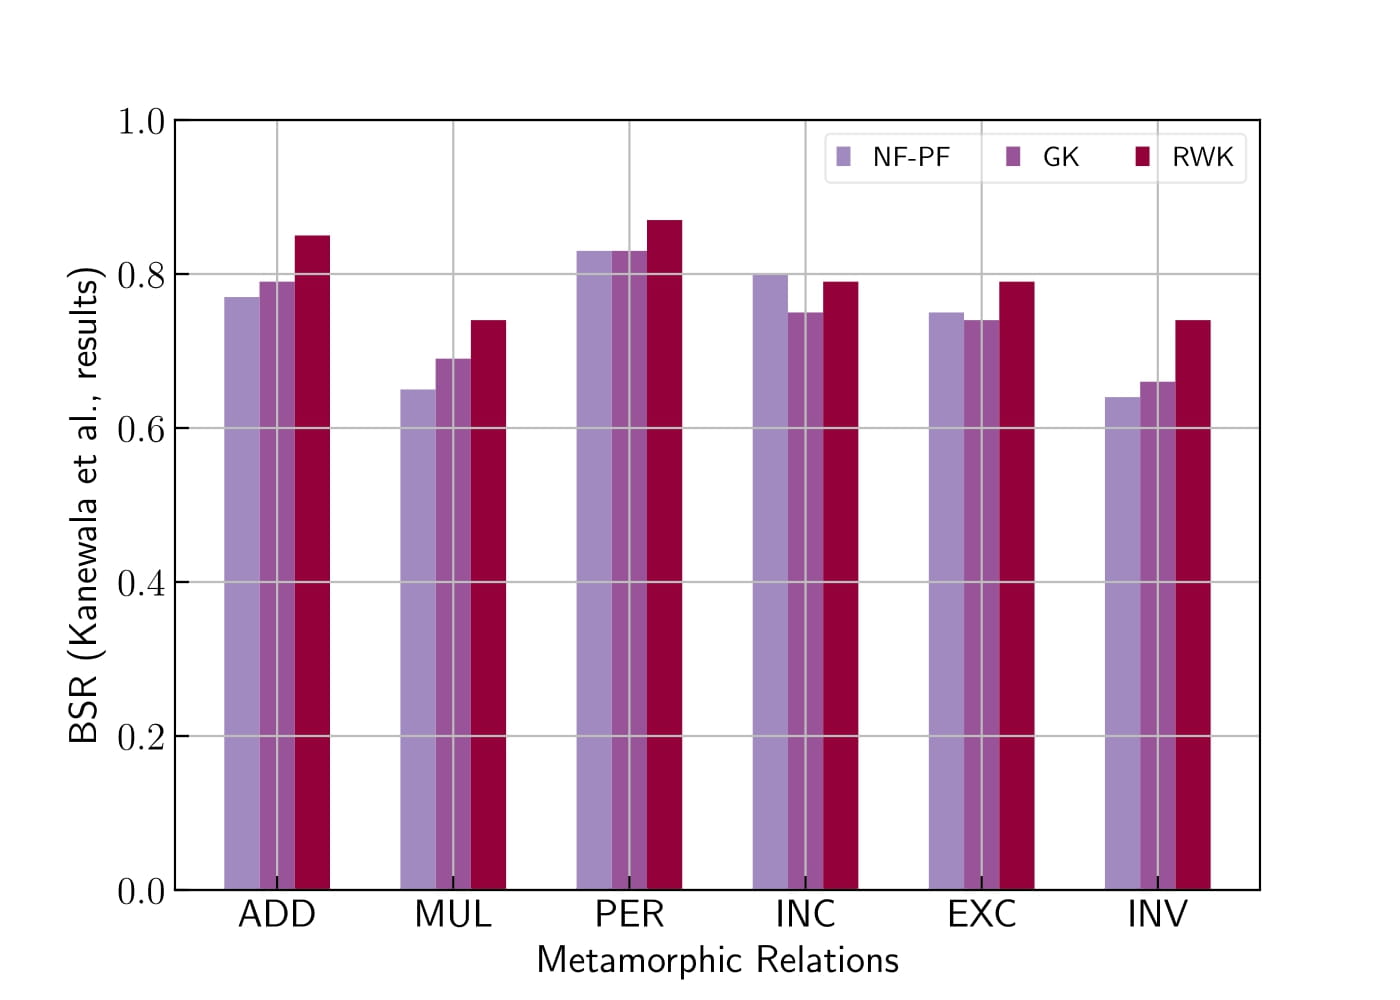 1.0
0.8
0.6
0.4
0.2
0.0
BSR (Kanewala et al., results)
NF-PF GK RWK
ADD MUL PER INC EXC INV
Metamorphic Relations